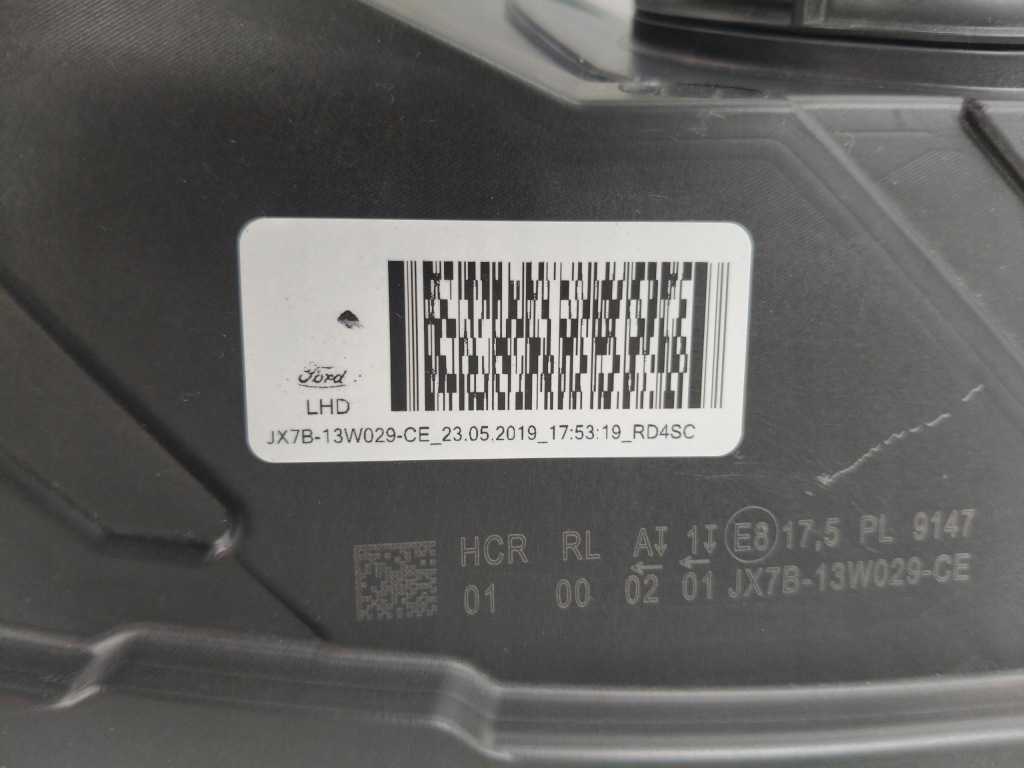 Ford
LHD
JX7B-13W029-CE_23.05.2019_17:53:19_RD4SC
HCR RL A 1 E8 17,5 PL 9147
01 00 02 01 JX7B-13W029-CE